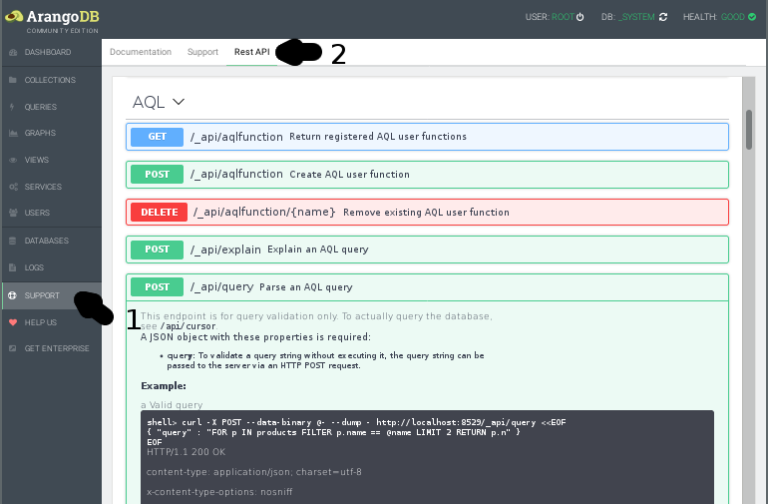 ArangoDB
COMMUNITY EDITION
USER: ROOT
DB: _SYSTEM
HEALTH: GOOD
DASHBOARD
COLLECTIONS
QUERIES
GRAPHS
VIEWS
SERVICES
USERS
DATABASES
LOGS
SUPPORT
HELP US
GET ENTERPRISE
1
Documentation Support Rest API
2
AQL
GET /_api/aqlfunction Return registered AQL user functions
POST /_api/aqlfunction Create AQL user function
DELETE /_api/aqlfunction/{name} Remove existing AQL user function
POST /_api/explain Explain an AQL query
POST /_api/query Parse an AQL query
This endpoint is for query validation only. To actually query the database,
see /api/cursor.
A JSON object with these properties is required:
• query: To validate a query string without executing it, the query string can be
passed to the server via an HTTP POST request.
Example:
a Valid query
shell> curl -X POST --data-binary @- --dump - http://localhost:8529/_api/query <<EOF
{ "query" : "FOR p IN products FILTER p.name == @name LIMIT 2 RETURN p.n" }
EOF
HTTP/1.1 200 OK
content-type: application/json; charset=utf-8
x-content-type-options: nosniff